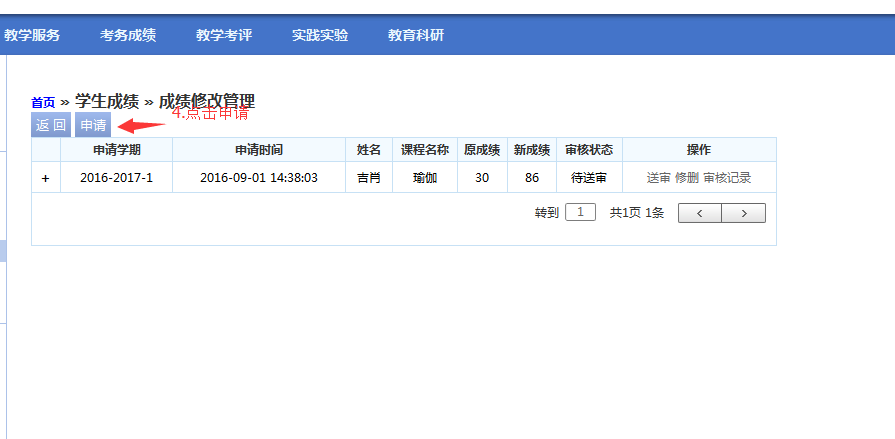 教学服务 考务成绩 教学考评 实践实验 教育科研
首页 » 学生成绩 » 成绩修改管理
4.点击申请
返 回 申请
申请学期 申请时间 姓名 课程名称 原成绩 新成绩 审核状态 操作
+ 2016-2017-1 2016-09-01 14:38:03 吉肖 瑜伽 30 86 待送审 送审 修删 审核记录
转到 1 共1页 1条 < >